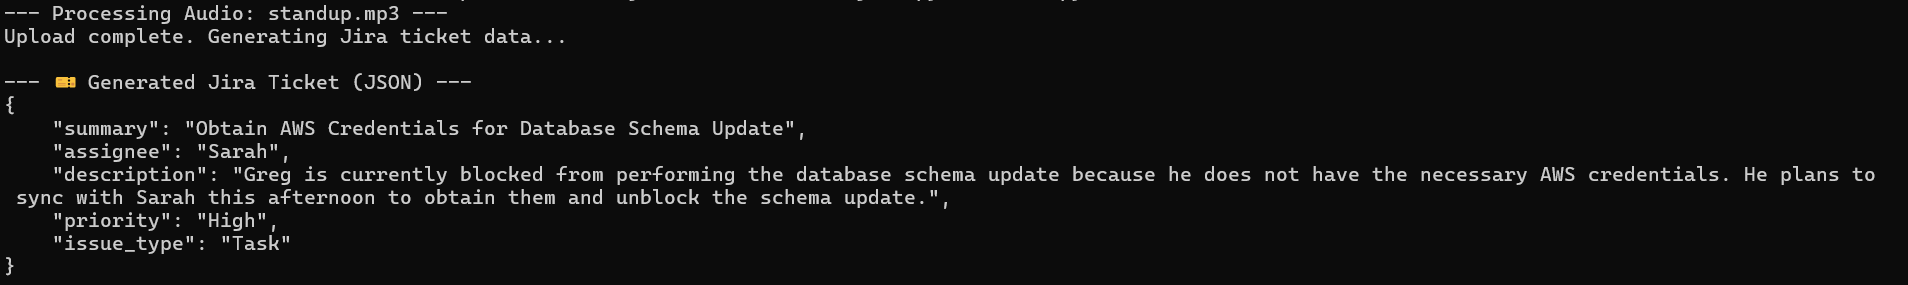 --- Processing Audio: standup.mp3 ---
Upload complete. Generating Jira ticket data...
--- 🎫 Generated Jira Ticket (JSON) ---
{
    "summary": "Obtain AWS Credentials for Database Schema Update",
    "assignee": "Sarah",
    "description": "Greg is currently blocked from performing the database schema update because he does not have the necessary AWS credentials. He plans to
 sync with Sarah this afternoon to obtain them and unblock the schema update.",
    "priority": "High",
    "issue_type": "Task"
}